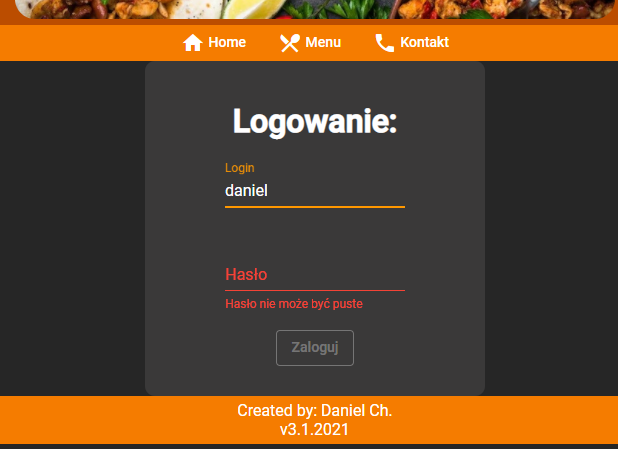 Home Menu Kontakt
Logowanie:
Login
daniel
Hasło
Hasło nie może być puste
Zaloguj
Created by: Daniel Ch.
v3.1.2021